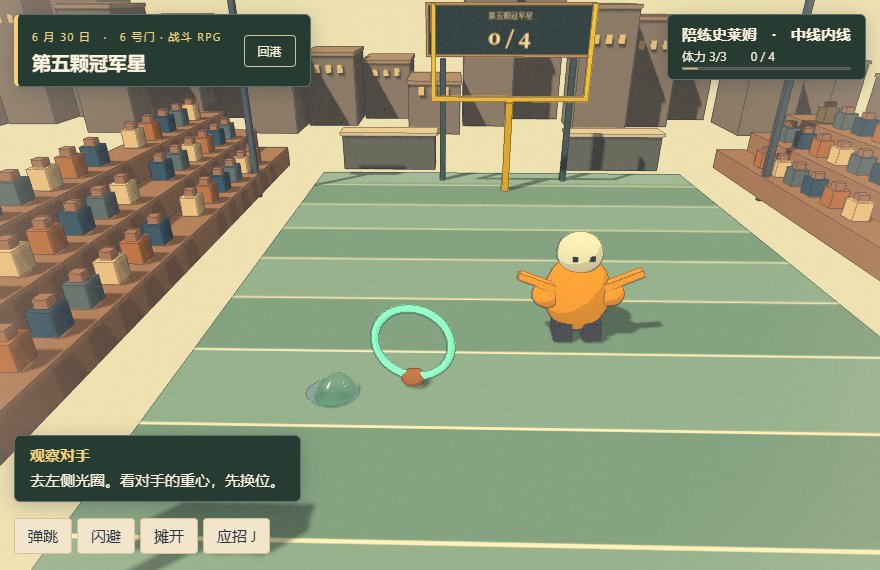 6 月 30 日 · 6 号门 · 战斗 RPG
第五颗冠军星
回港
第五颗冠军星
0 / 4
陪练史莱姆 · 中线内线
体力 3/3 0 / 4
观察对手
去左侧光圈。看对手的重心，先换位。
弹跳
闪避
摊开
应招 J